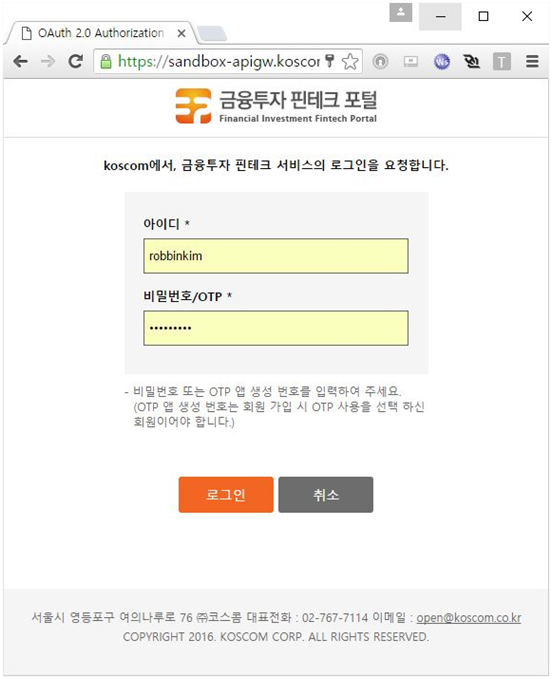 OAuth 2.0 Authorization
https://sandbox-apigw.koscor
금융투자 핀테크 포털
Financial Investment Fintech Portal
koscom에서, 금융투자 핀테크 서비스의 로그인을 요청합니다.
아이디 *
robbinkim
비밀번호/OTP *
•••••••••
- 비밀번호 또는 OTP 앱 생성 번호를 입력하여 주세요.
(OTP 앱 생성 번호는 회원 가입 시 OTP 사용을 선택 하신
회원이어야 합니다.)
로그인 취소
서울시 영등포구 여의나루로 76 ㈜코스콤 대표전화 : 02-767-7114 이메일 : open@koscom.co.kr
COPYRIGHT 2016. KOSCOM CORP. ALL RIGHTS RESERVED.